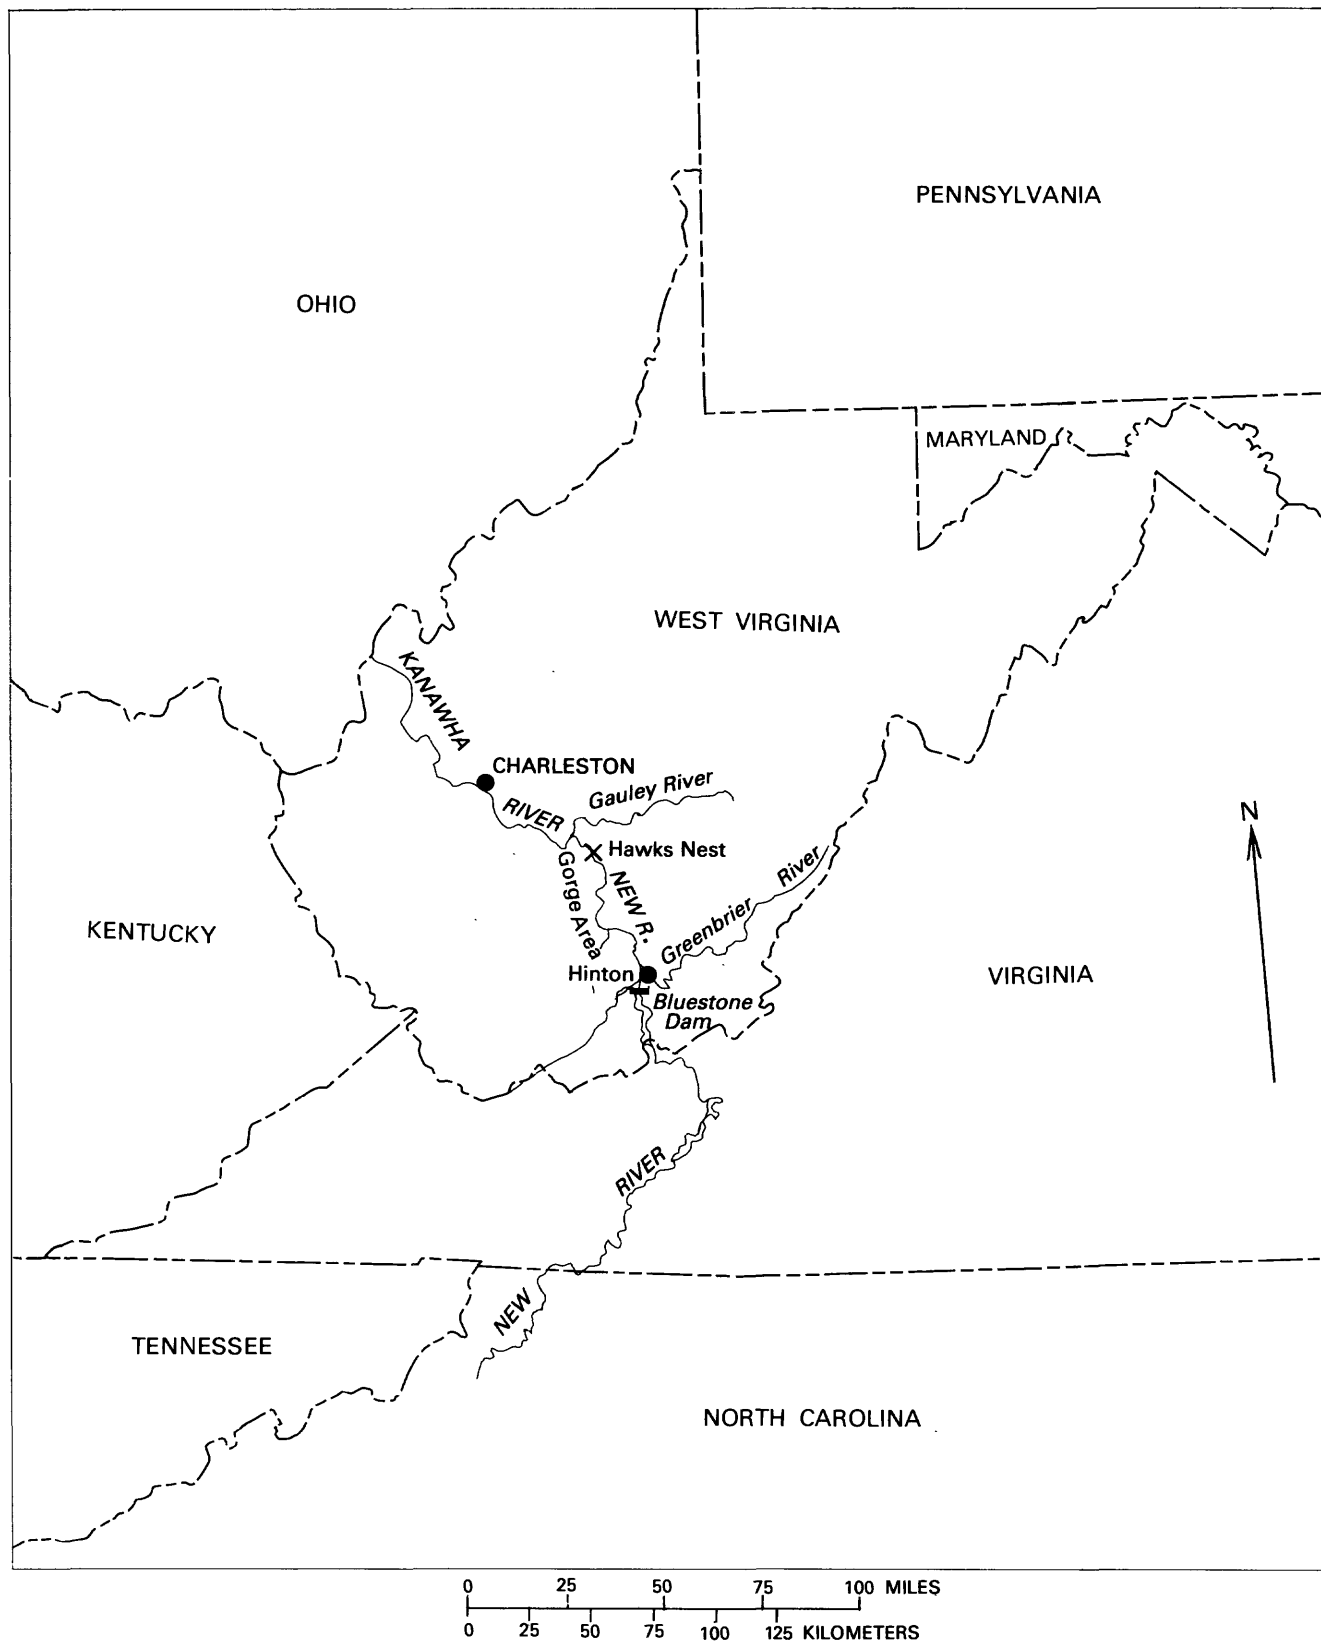 PENNSYLVANIA
OHIO
MARYLAND
WEST VIRGINIA
KANAWHA
RIVER
CHARLESTON
Gauley River
Hawks Nest
Gorge Area
NEW R.
Greenbrier River
KENTUCKY
Hinton
Bluestone
Dam
VIRGINIA
N
NEW RIVER
TENNESSEE
NORTH CAROLINA
0 25 50 75 100 MILES
0 25 50 75 100 125 KILOMETERS